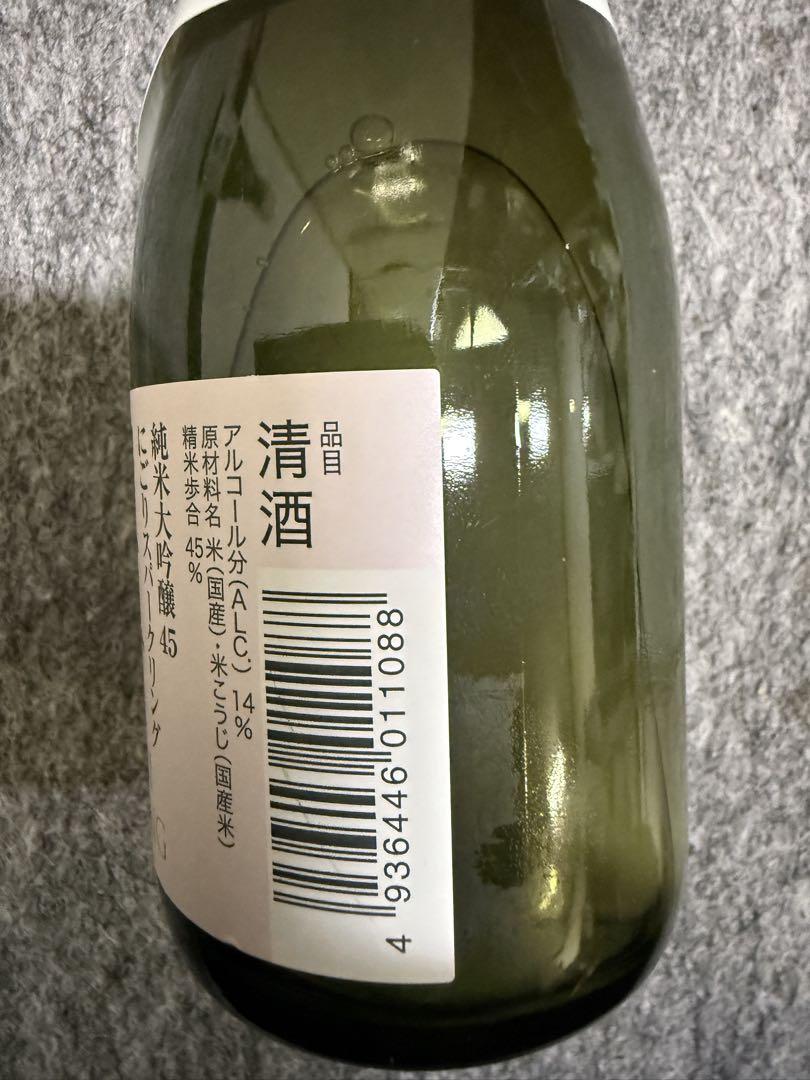 品目
清酒
アルコール分(ALC.) 14%
原材料名 米(国産)・米こうじ(国産米)
精米歩合 45%
純米大吟醸45
にごりスパークリング
4 936446 011088